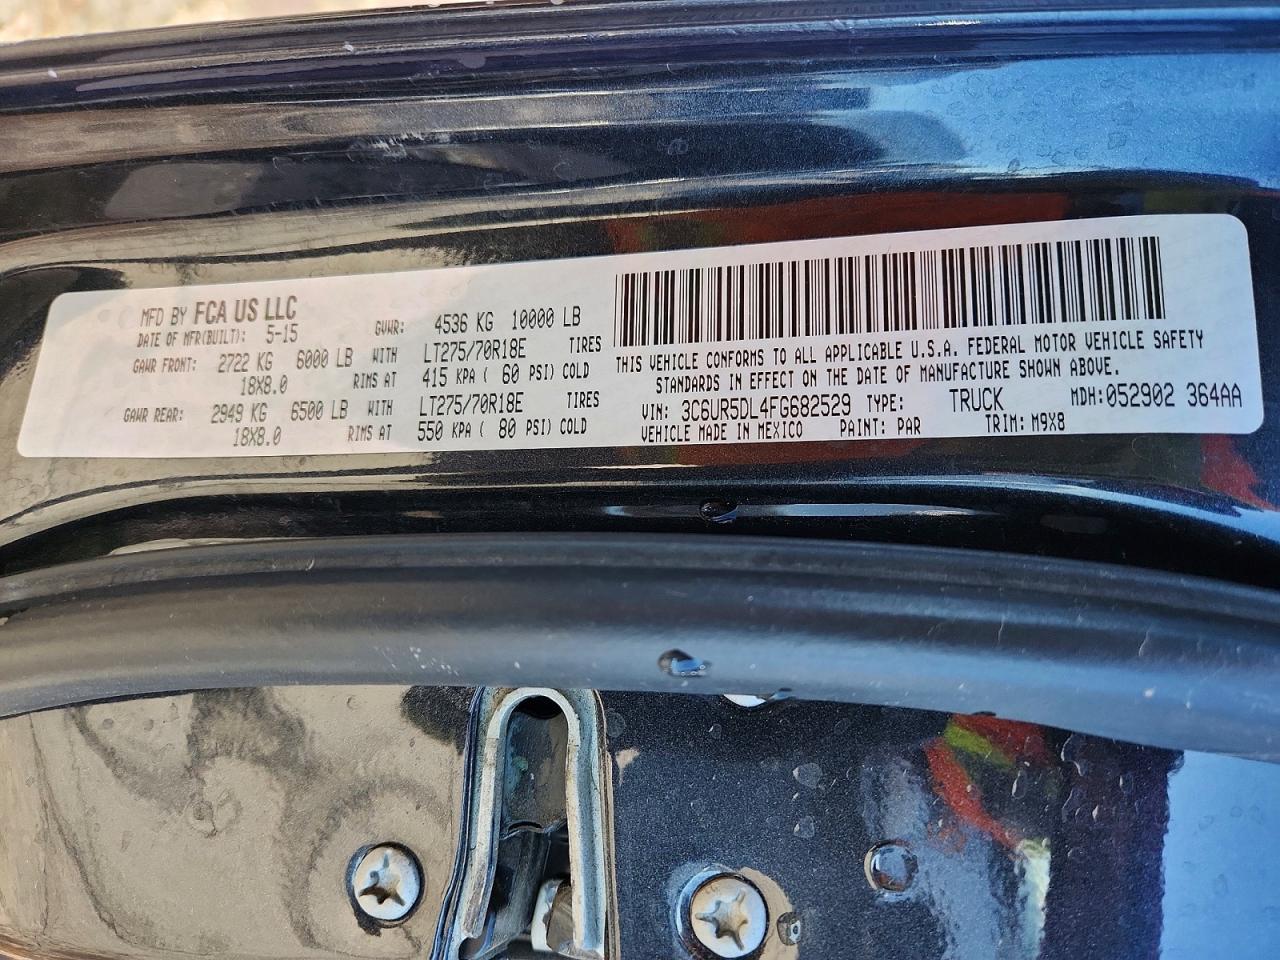 MFD BY FCA US LLC
DATE OF MFR(BUILT): 5-15 GVWR: 4536 KG 10000 LB
GAWR FRONT: 2722 KG 6000 LB WITH LT275/70R18E TIRES
18X8.0 RIMS AT 415 KPA ( 60 PSI) COLD
GAWR REAR: 2949 KG 6500 LB WITH LT275/70R18E TIRES
18X8.0 RIMS AT 550 KPA ( 80 PSI) COLD
THIS VEHICLE CONFORMS TO ALL APPLICABLE U.S.A. FEDERAL MOTOR VEHICLE SAFETY
STANDARDS IN EFFECT ON THE DATE OF MANUFACTURE SHOWN ABOVE.
VIN: 3C6UR5DL4FG682529 TYPE: TRUCK MDH:052902 364AA
VEHICLE MADE IN MEXICO PAINT: PAR TRIM: M9X8